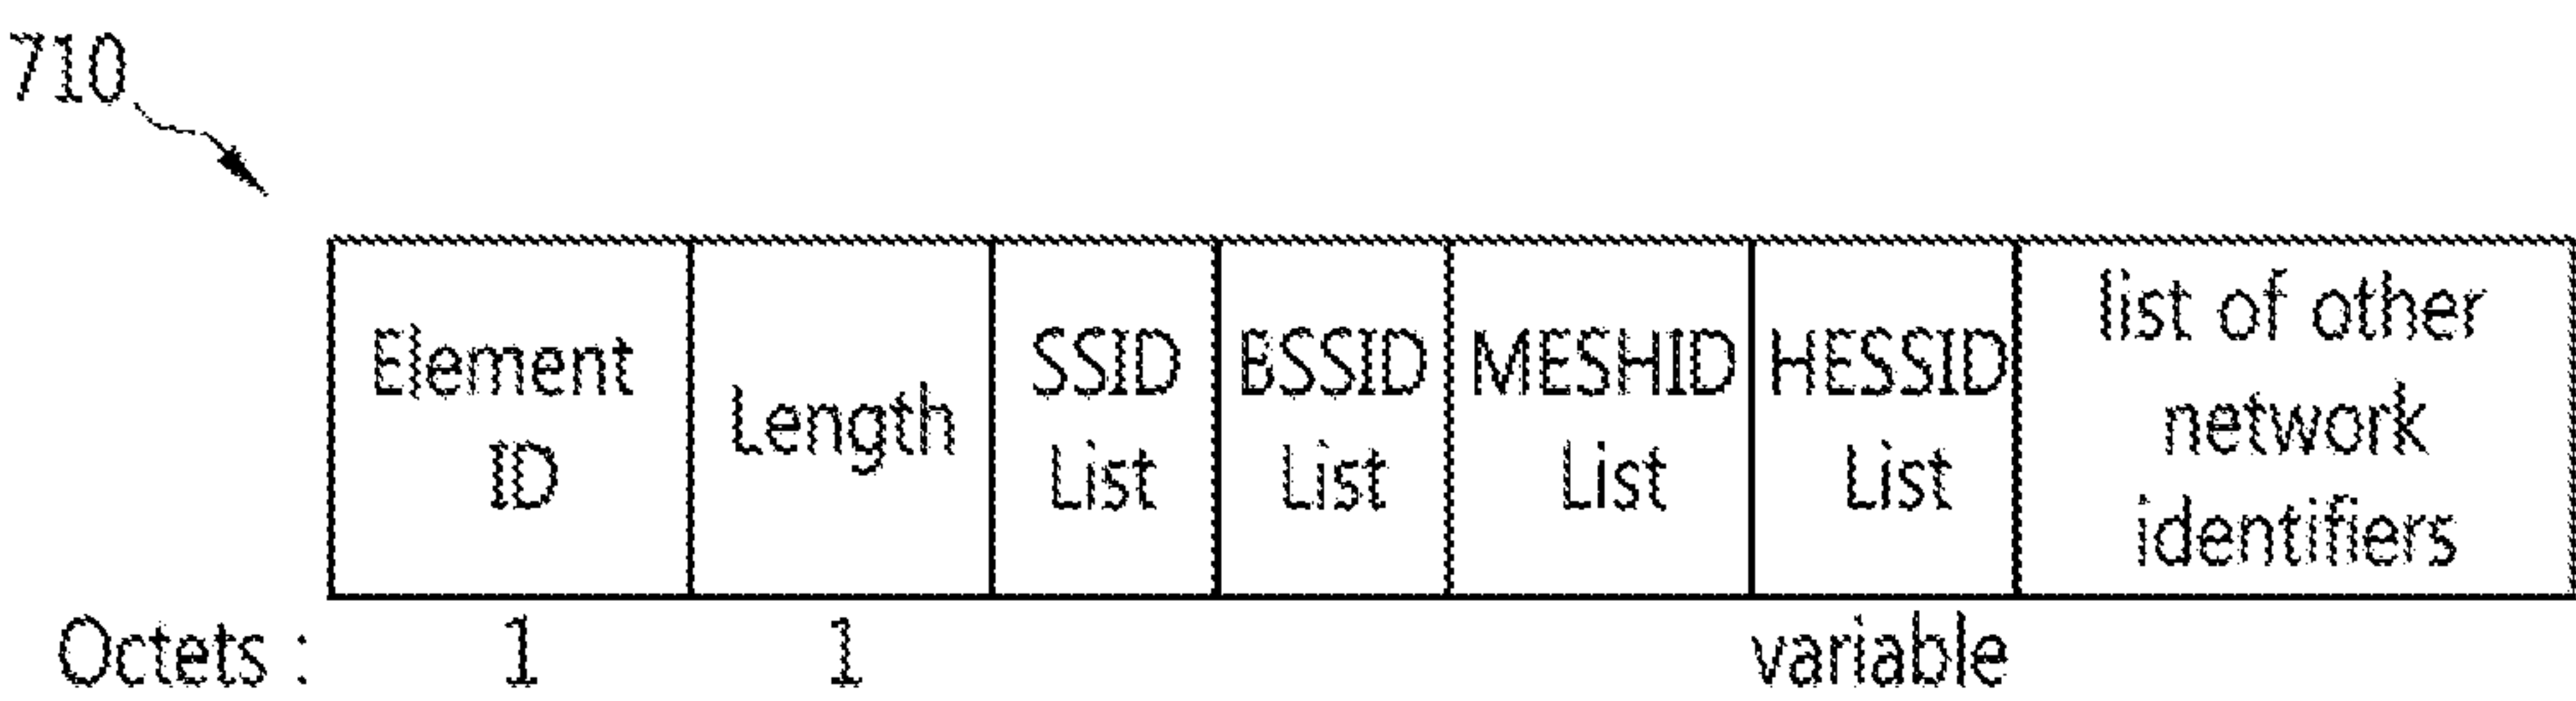 710
Element ID
Length
SSID List
BSSID List
MESHID List
HESSID List
list of other network identifiers
Octets : 1 1 variable